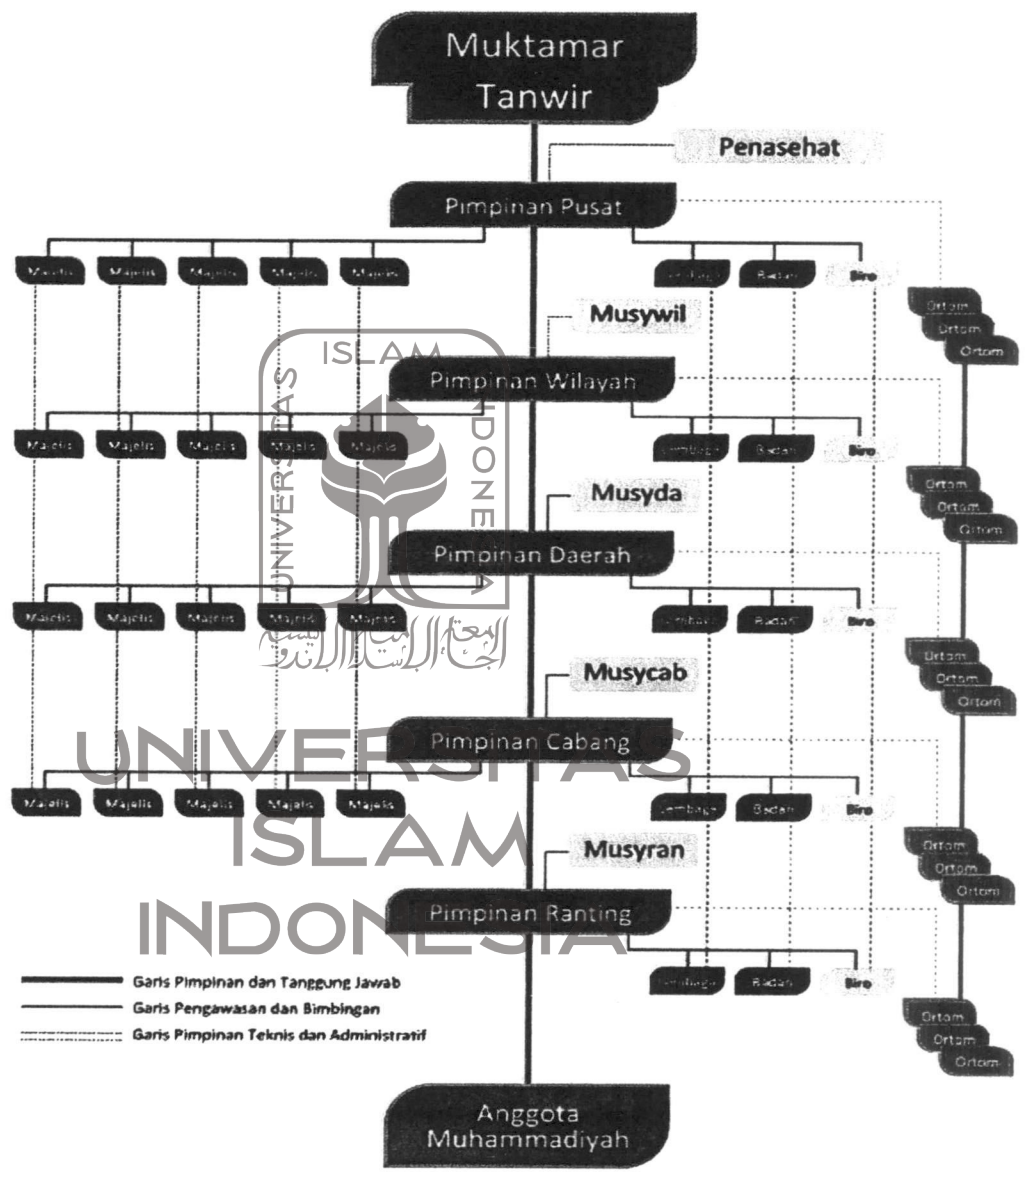 Muktamar
Tanwir
Penasehat
Pimpinan Pusat
Majelis Majelis Majelis Majelis Majelis
Lembaga Badan Biro
Ortom
Ortom
Ortom
Musywil
Pimpinan Wilayah
Majelis Majelis Majelis Majelis Majelis
Lembaga Badan Biro
Ortom
Ortom
Ortom
Musyda
Pimpinan Daerah
Majelis Majelis Majelis Majelis Majelis
Lembaga Badan Biro
Ortom
Ortom
Ortom
Musycab
Pimpinan Cabang
Majelis Majelis Majelis Majelis Majelis
Lembaga Badan Biro
Ortom
Ortom
Ortom
Musyran
Pimpinan Ranting
Lembaga Badan Biro
Ortom
Ortom
Ortom
Garis Pimpinan dan Tanggung Jawab
Garis Pengawasan dan Bimbingan
Garis Pimpinan Teknis dan Administratif
Anggota
Muhammadiyah
UNIVERSITAS
ISLAM
INDONESIA
UNIVERSITAS
ISLAM
INDONESIA